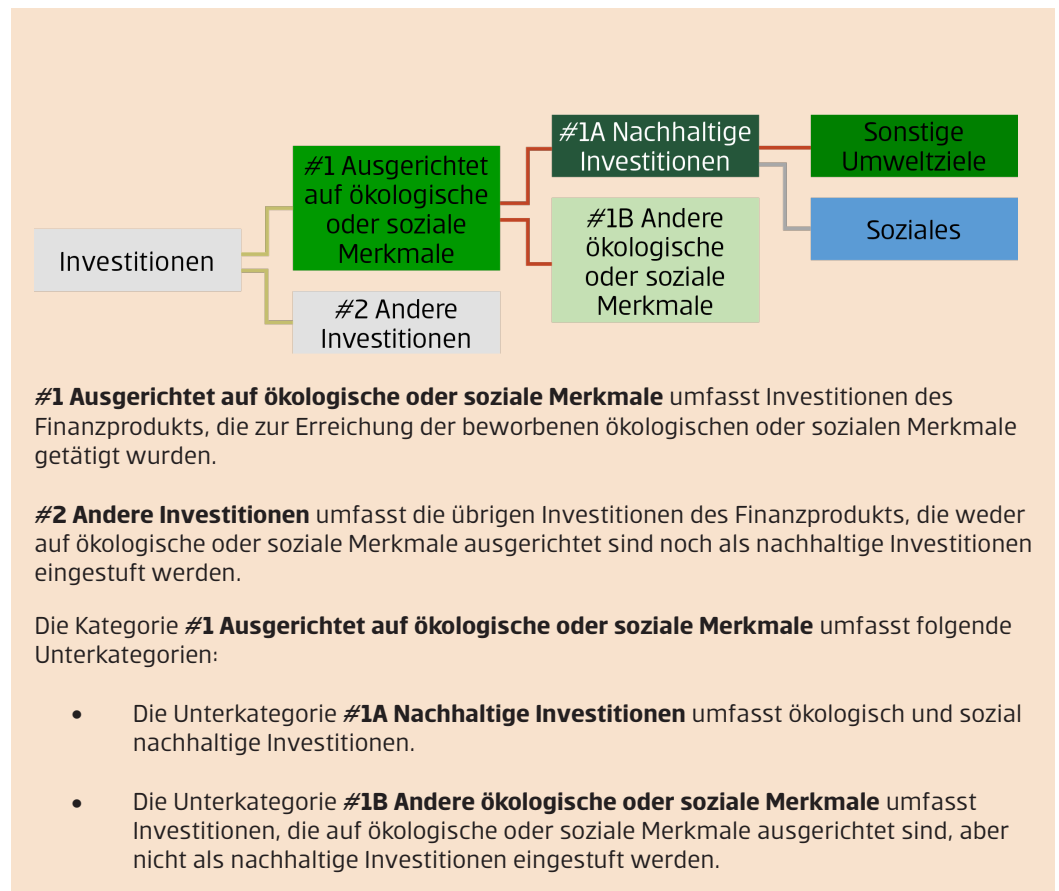 Investitionen
#1 Ausgerichtet
auf ökologische
oder soziale
Merkmale
#2 Andere
Investitionen
#1A Nachhaltige
Investitionen
#1B Andere
ökologische
oder soziale
Merkmale
Sonstige
Umweltziele
Soziales
#1 Ausgerichtet auf ökologische oder soziale Merkmale umfasst Investitionen des
Finanzprodukts, die zur Erreichung der beworbenen ökologischen oder sozialen Merkmale
getätigt wurden.
#2 Andere Investitionen umfasst die übrigen Investitionen des Finanzprodukts, die weder
auf ökologische oder soziale Merkmale ausgerichtet sind noch als nachhaltige Investitionen
eingestuft werden.
Die Kategorie #1 Ausgerichtet auf ökologische oder soziale Merkmale umfasst folgende
Unterkategorien:
• Die Unterkategorie #1A Nachhaltige Investitionen umfasst ökologisch und sozial
nachhaltige Investitionen.
• Die Unterkategorie #1B Andere ökologische oder soziale Merkmale umfasst
Investitionen, die auf ökologische oder soziale Merkmale ausgerichtet sind, aber
nicht als nachhaltige Investitionen eingestuft werden.